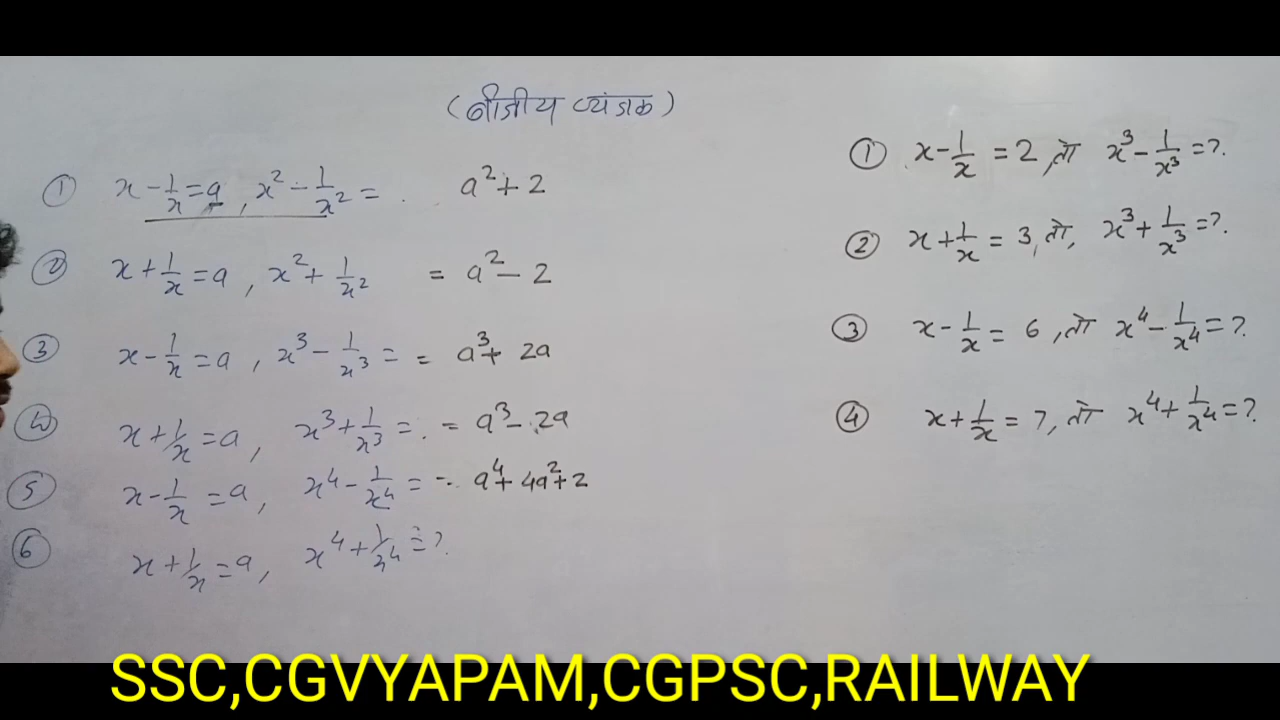 (बीजीय व्यंजक)
① x - 1/x = a, x² - 1/x² = . a² + 2
② x + 1/x = a, x² + 1/x² = a² - 2
③ x - 1/x = a, x³ - 1/x³ = = a³ + 2a
④ x + 1/x = a, x³ + 1/x³ = . = a³ - 2a
⑤ x - 1/x = a, x⁴ - 1/x⁴ = = a⁴ + 4a² + 2
⑥ x + 1/x = a, x⁴ + 1/x⁴ = ?
① x - 1/x = 2, तो x³ - 1/x³ = ?
② x + 1/x = 3, तो, x³ + 1/x³ = ?
③ x - 1/x = 6, तो x⁴ - 1/x⁴ = ?
④ x + 1/x = 7, तो x⁴ + 1/x⁴ = ?
SSC,CGVYAPAM,CGPSC,RAILWAY